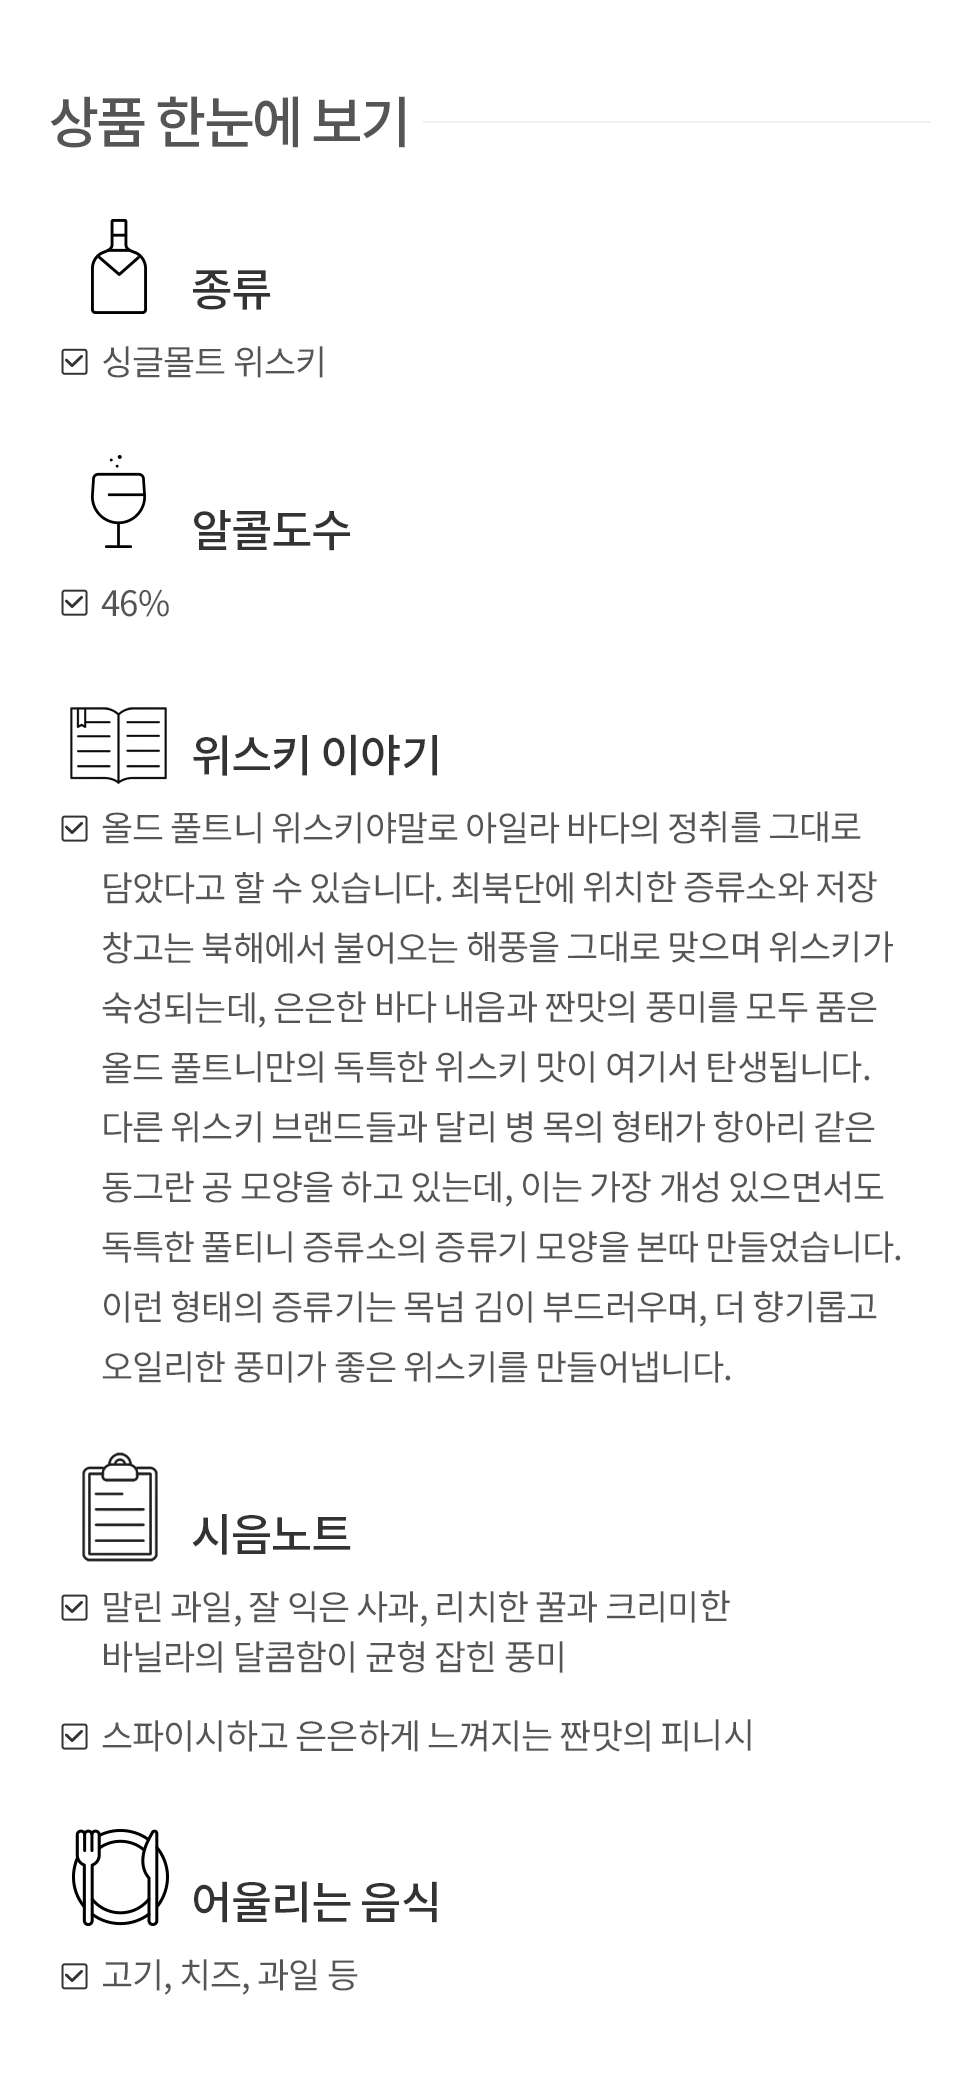 상품 한눈에 보기
종류
싱글몰트 위스키
알콜도수
46%
위스키 이야기
올드 풀트니 위스키야말로 아일라 바다의 정취를 그대로
담았다고 할 수 있습니다. 최북단에 위치한 증류소와 저장
창고는 북해에서 불어오는 해풍을 그대로 맞으며 위스키가
숙성되는데, 은은한 바다 내음과 짠맛의 풍미를 모두 품은
올드 풀트니만의 독특한 위스키 맛이 여기서 탄생됩니다.
다른 위스키 브랜드들과 달리 병 목의 형태가 항아리 같은
동그란 공 모양을 하고 있는데, 이는 가장 개성 있으면서도
독특한 풀티니 증류소의 증류기 모양을 본따 만들었습니다.
이런 형태의 증류기는 목넘 김이 부드러우며, 더 향기롭고
오일리한 풍미가 좋은 위스키를 만들어냅니다.
시음노트
말린 과일, 잘 익은 사과, 리치한 꿀과 크리미한
바닐라의 달콤함이 균형 잡힌 풍미
스파이시하고 은은하게 느껴지는 짠맛의 피니시
어울리는 음식
고기, 치즈, 과일 등